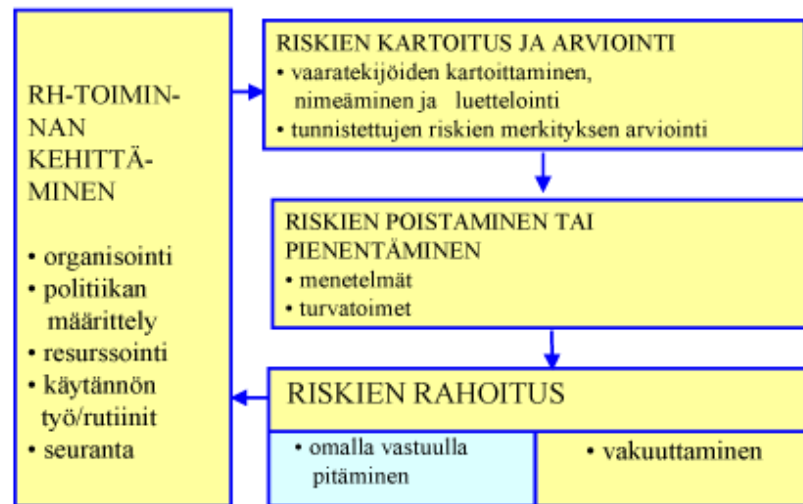 RH-TOIMIN-
NAN
KEHITTÄ-
MINEN
• organisointi
• politiikan
määrittely
• resurssointi
• käytännön
työ/rutiinit
• seuranta
RISKIEN KARTOITUS JA ARVIOINTI
• vaaratekijöiden kartoittaminen,
nimeäminen ja luettelointi
• tunnistettujen riskien merkityksen arviointi
RISKIEN POISTAMINEN TAI
PIENENTÄMINEN
• menetelmät
• turvatoimet
RISKIEN RAHOITUS
• omalla vastuulla
pitäminen
• vakuuttaminen